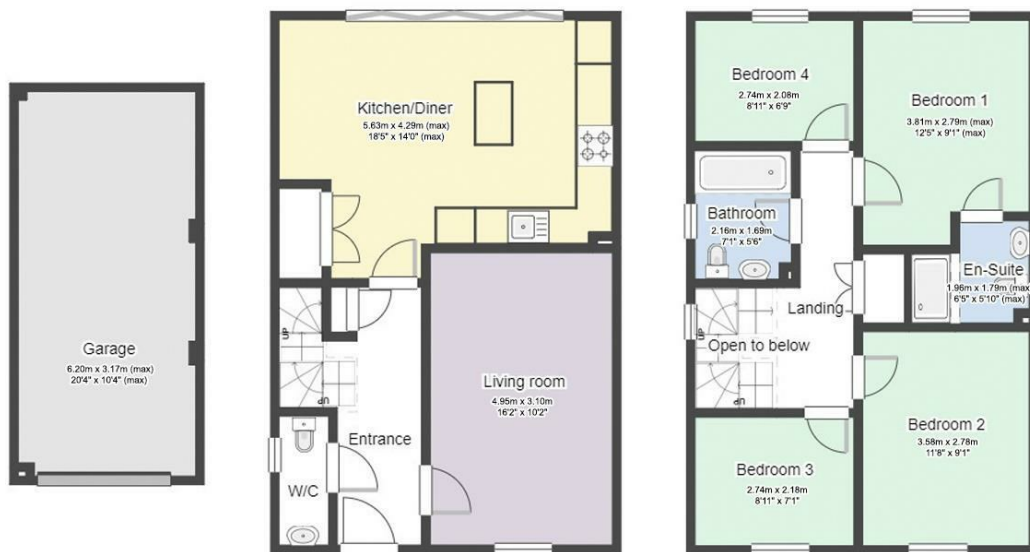 Garage
6.20m x 3.17m (max)
20'4" x 10'4" (max)
Kitchen/Diner
5.63m x 4.29m (max)
18'5" x 14'0" (max)
UP
UP
Living room
4.95m x 3.10m
16'2" x 10'2"
Entrance
W/C
Bedroom 4
2.74m x 2.08m
8'11" x 6'9"
Bedroom 1
3.81m x 2.79m (max)
12'5" x 9'1" (max)
Bathroom
2.16m x 1.69m
7'1" x 5'6"
En-Suite
1.96m x 1.79m (max)
6'5" x 5'10" (max)
Landing
Open to below
Bedroom 2
3.58m x 2.78m
11'8" x 9'1"
Bedroom 3
2.74m x 2.18m
8'11" x 7'1"